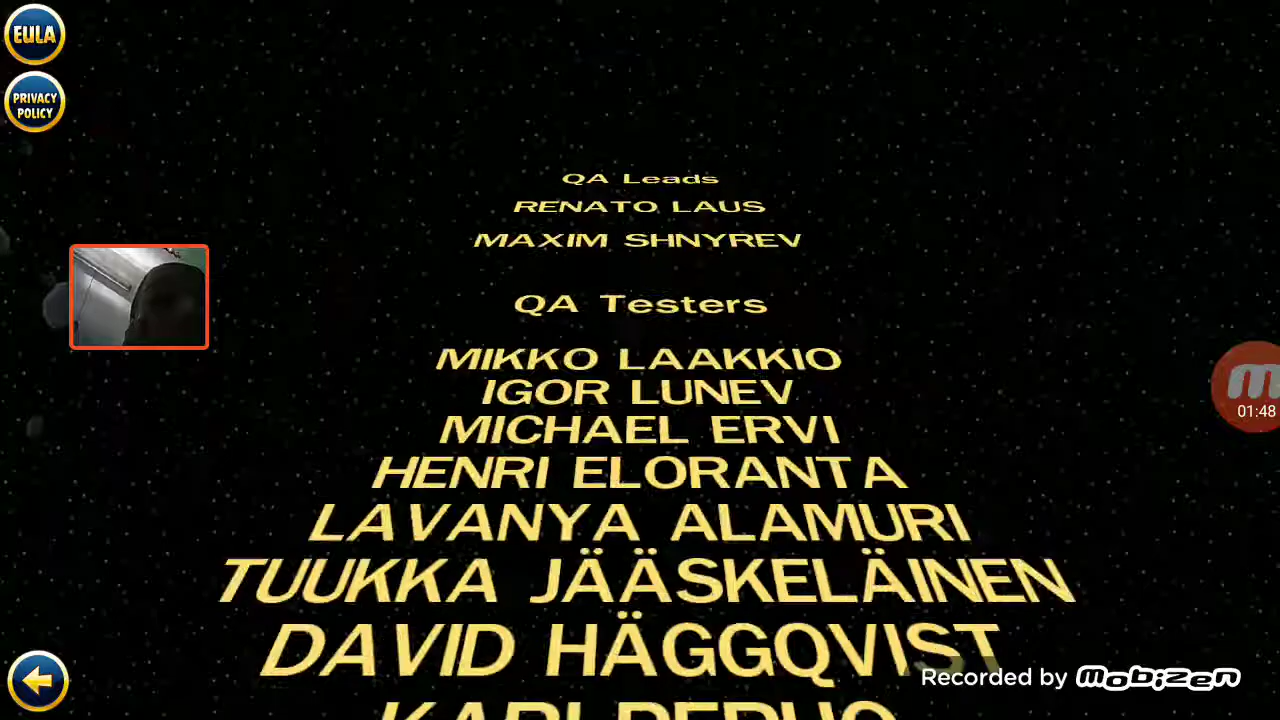 EULA
PRIVACY
POLICY
QA Leads
RENATO LAUS
MAXIM SHNYREV
QA Testers
MIKKO LAAKKIO
IGOR LUNEV
MICHAEL ERVI
HENRI ELORANTA
LAVANYA ALAMURI
TUUKKA JÄÄSKELÄINEN
DAVID HÄGGQVIST
01:48
Recorded by MOBIZEN